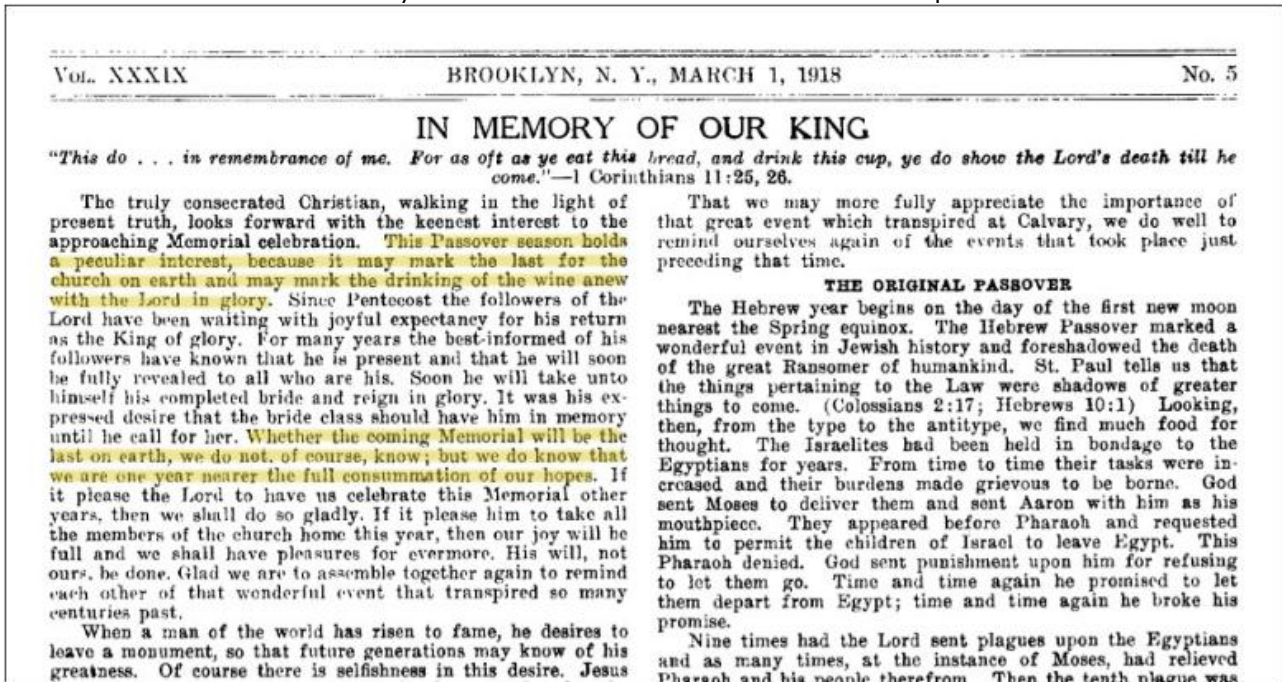 VOL. XXXIX BROOKLYN, N. Y., MARCH 1, 1918 No. 5
IN MEMORY OF OUR KING
"This do . . . in remembrance of me. For as oft as ye eat this bread, and drink this cup, ye do show the Lord's death till he
come."—1 Corinthians 11:25, 26.
The truly consecrated Christian, walking in the light of
present truth, looks forward with the keenest interest to the
approaching Memorial celebration. This Passover season holds
a peculiar interest, because it may mark the last for the
church on earth and may mark the drinking of the wine anew
with the Lord in glory. Since Pentecost the followers of the
Lord have been waiting with joyful expectancy for his return
as the King of glory. For many years the best-informed of his
followers have known that he is present and that he will soon
be fully revealed to all who are his. Soon he will take unto
himself his completed bride and reign in glory. It was his ex-
pressed desire that the bride class should have him in memory
until he call for her. Whether the coming Memorial will be the
last on earth, we do not, of course, know; but we do know that
we are one year nearer the full consummation of our hopes. If
it please the Lord to have us celebrate this Memorial other
years, then we shall do so gladly. If it please him to take all
the members of the church home this year, then our joy will be
full and we shall have pleasures for evermore. His will, not
ours, be done. Glad we are to assemble together again to remind
each other of that wonderful event that transpired so many
centuries past.
When a man of the world has risen to fame, he desires to
leave a monument, so that future generations may know of his
greatness. Of course there is selfishness in this desire. Jesus
That we may more fully appreciate the importance of
that great event which transpired at Calvary, we do well to
remind ourselves again of the events that took place just
preceding that time.
THE ORIGINAL PASSOVER
The Hebrew year begins on the day of the first new moon
nearest the Spring equinox. The Hebrew Passover marked a
wonderful event in Jewish history and foreshadowed the death
of the great Ransomer of humankind. St. Paul tells us that
the things pertaining to the Law were shadows of greater
things to come. (Colossians 2:17; Hebrews 10:1) Looking,
then, from the type to the antitype, we find much food for
thought. The Israelites had been held in bondage to the
Egyptians for years. From time to time their tasks were in-
creased and their burdens made grievous to be borne. God
sent Moses to deliver them and sent Aaron with him as his
mouthpiece. They appeared before Pharaoh and requested
him to permit the children of Israel to leave Egypt. This
Pharaoh denied. God sent punishment upon him for refusing
to let them go. Time and time again he promised to let
them depart from Egypt; time and time again he broke his
promise.
Nine times had the Lord sent plagues upon the Egyptians
and as many times, at the instance of Moses, had relieved
Pharaoh and his people therefrom. Then the tenth plague was